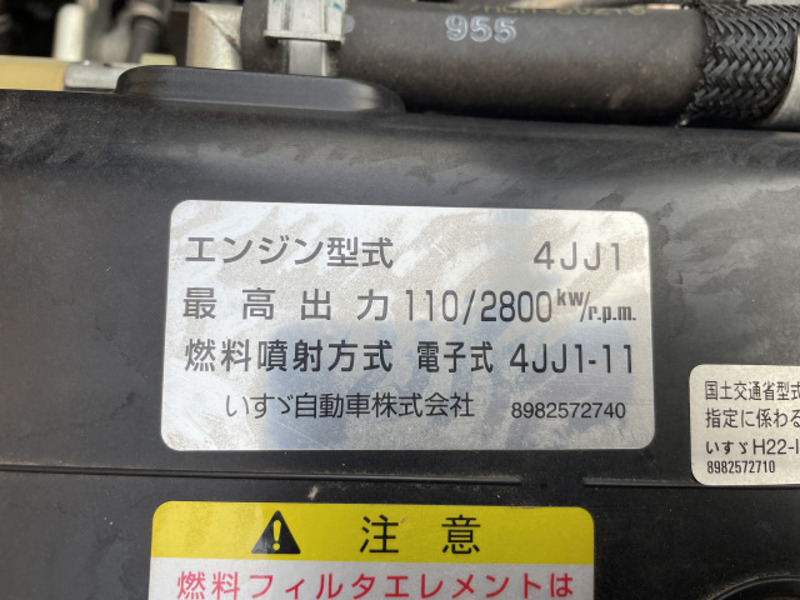 955
エンジン型式 4JJ1
最高出力 110/2800 kw/r.p.m.
燃料噴射方式 電子式 4JJ1-11
いすゞ自動車株式会社 8982572740
国土交通省型式
指定に係わる
いすゞH22-I
8982572710
注意
燃料フィルタエレメントは